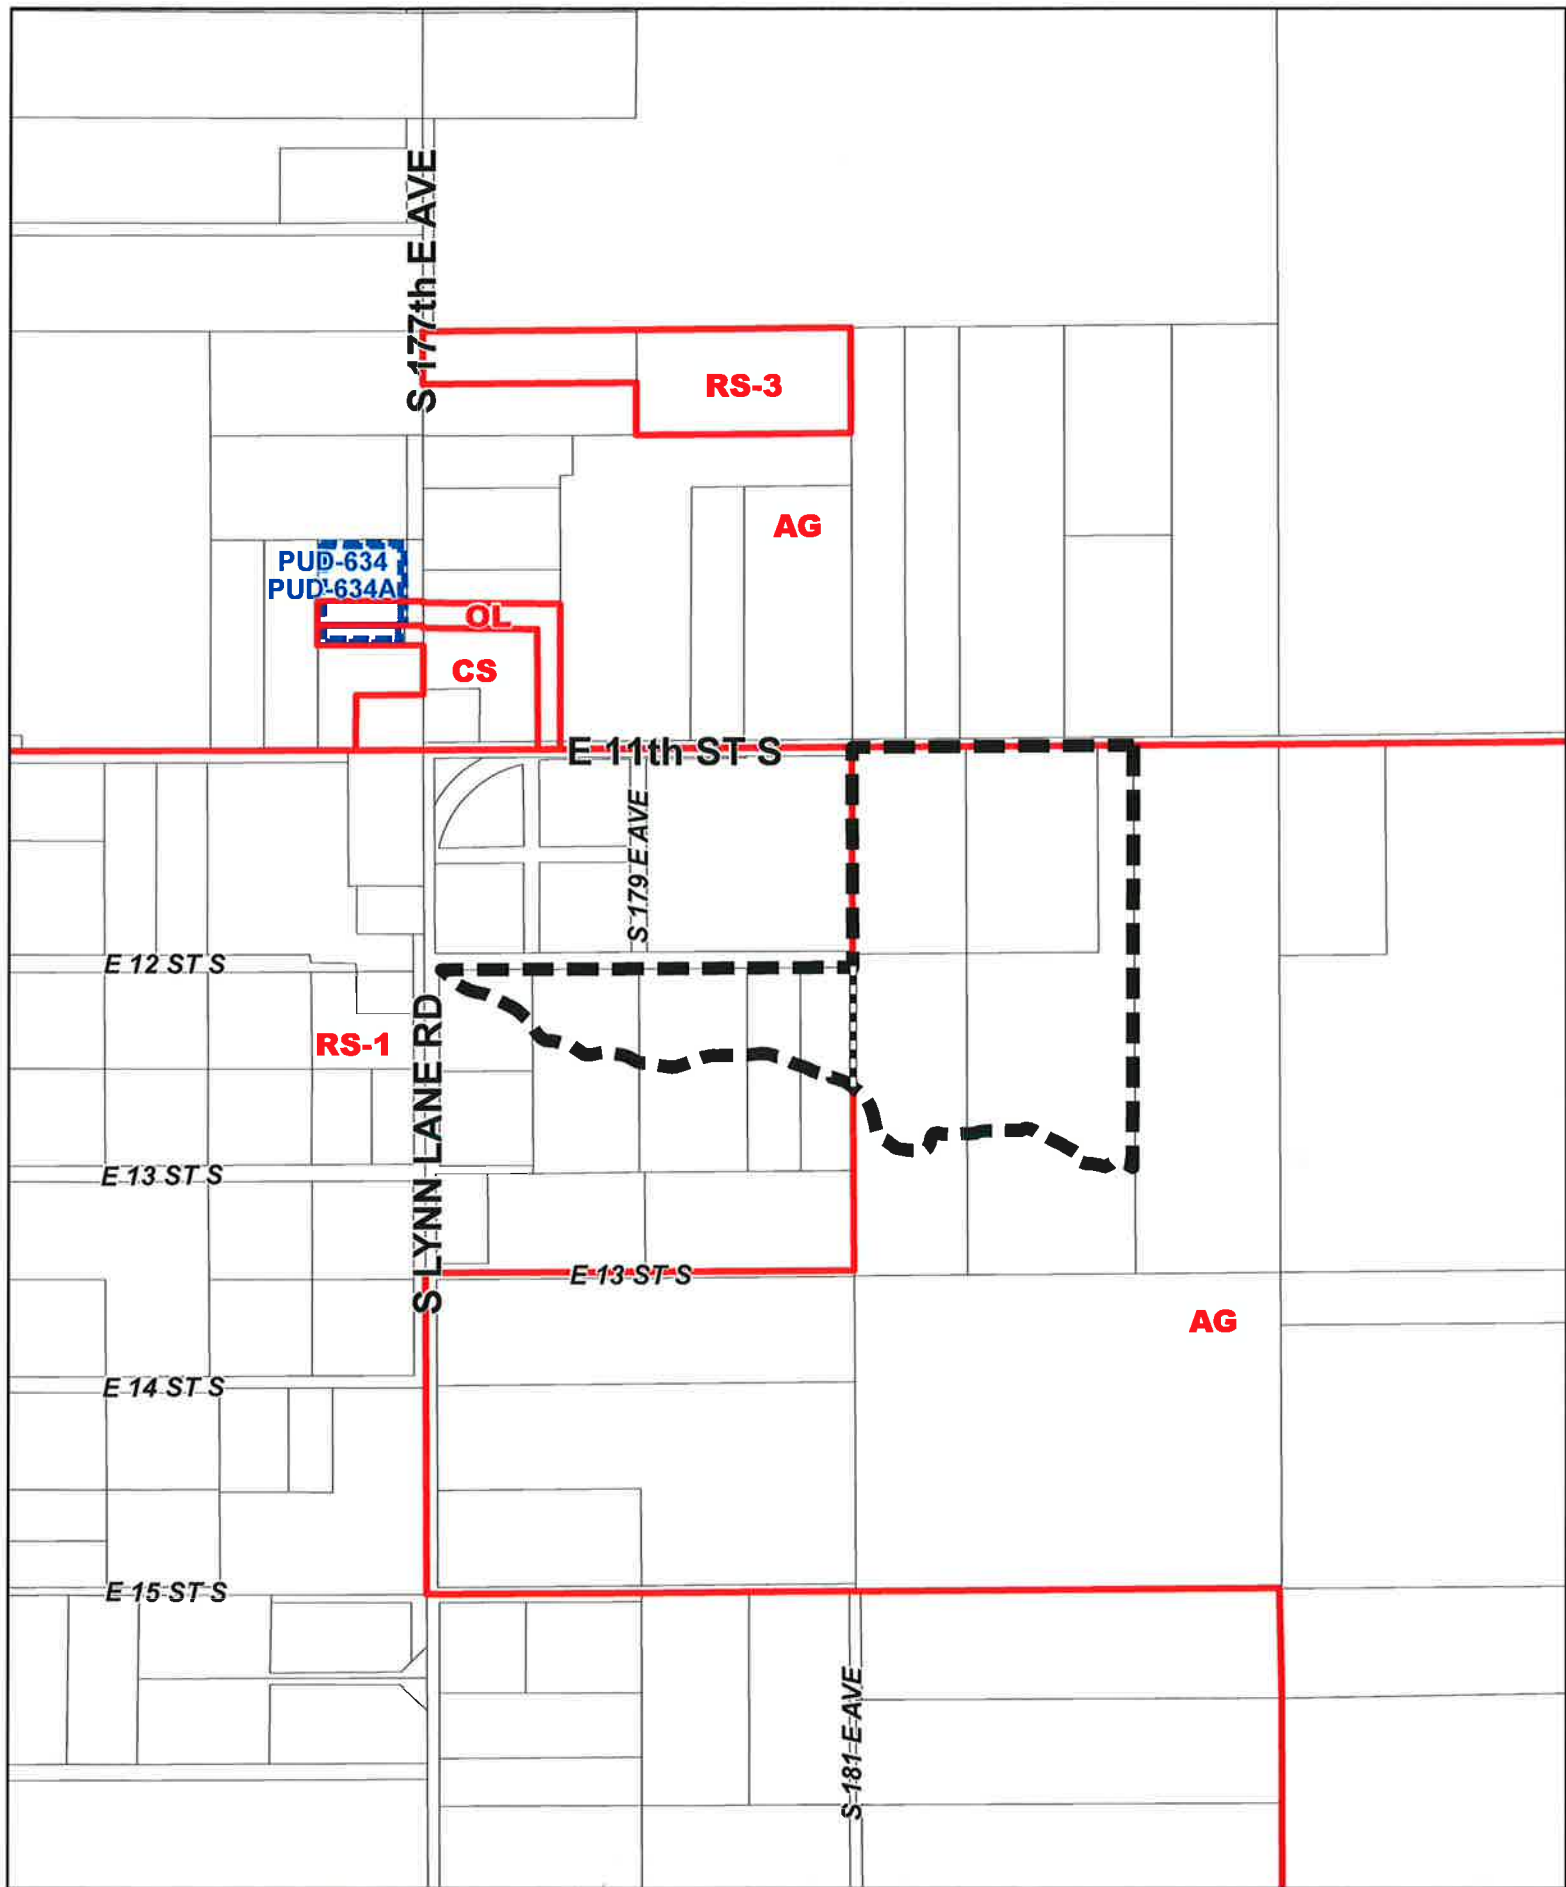 S 177th E AVE
RS-3
AG
PUD-634
PUD-634A
OL
CS
E 11th ST S
S 179 E AVE
E 12 ST S
RS-1
S LYNN LANE RD
E 13 ST S
E 13 ST S
AG
E 14 ST S
E 15 ST S
S 181 E AVE